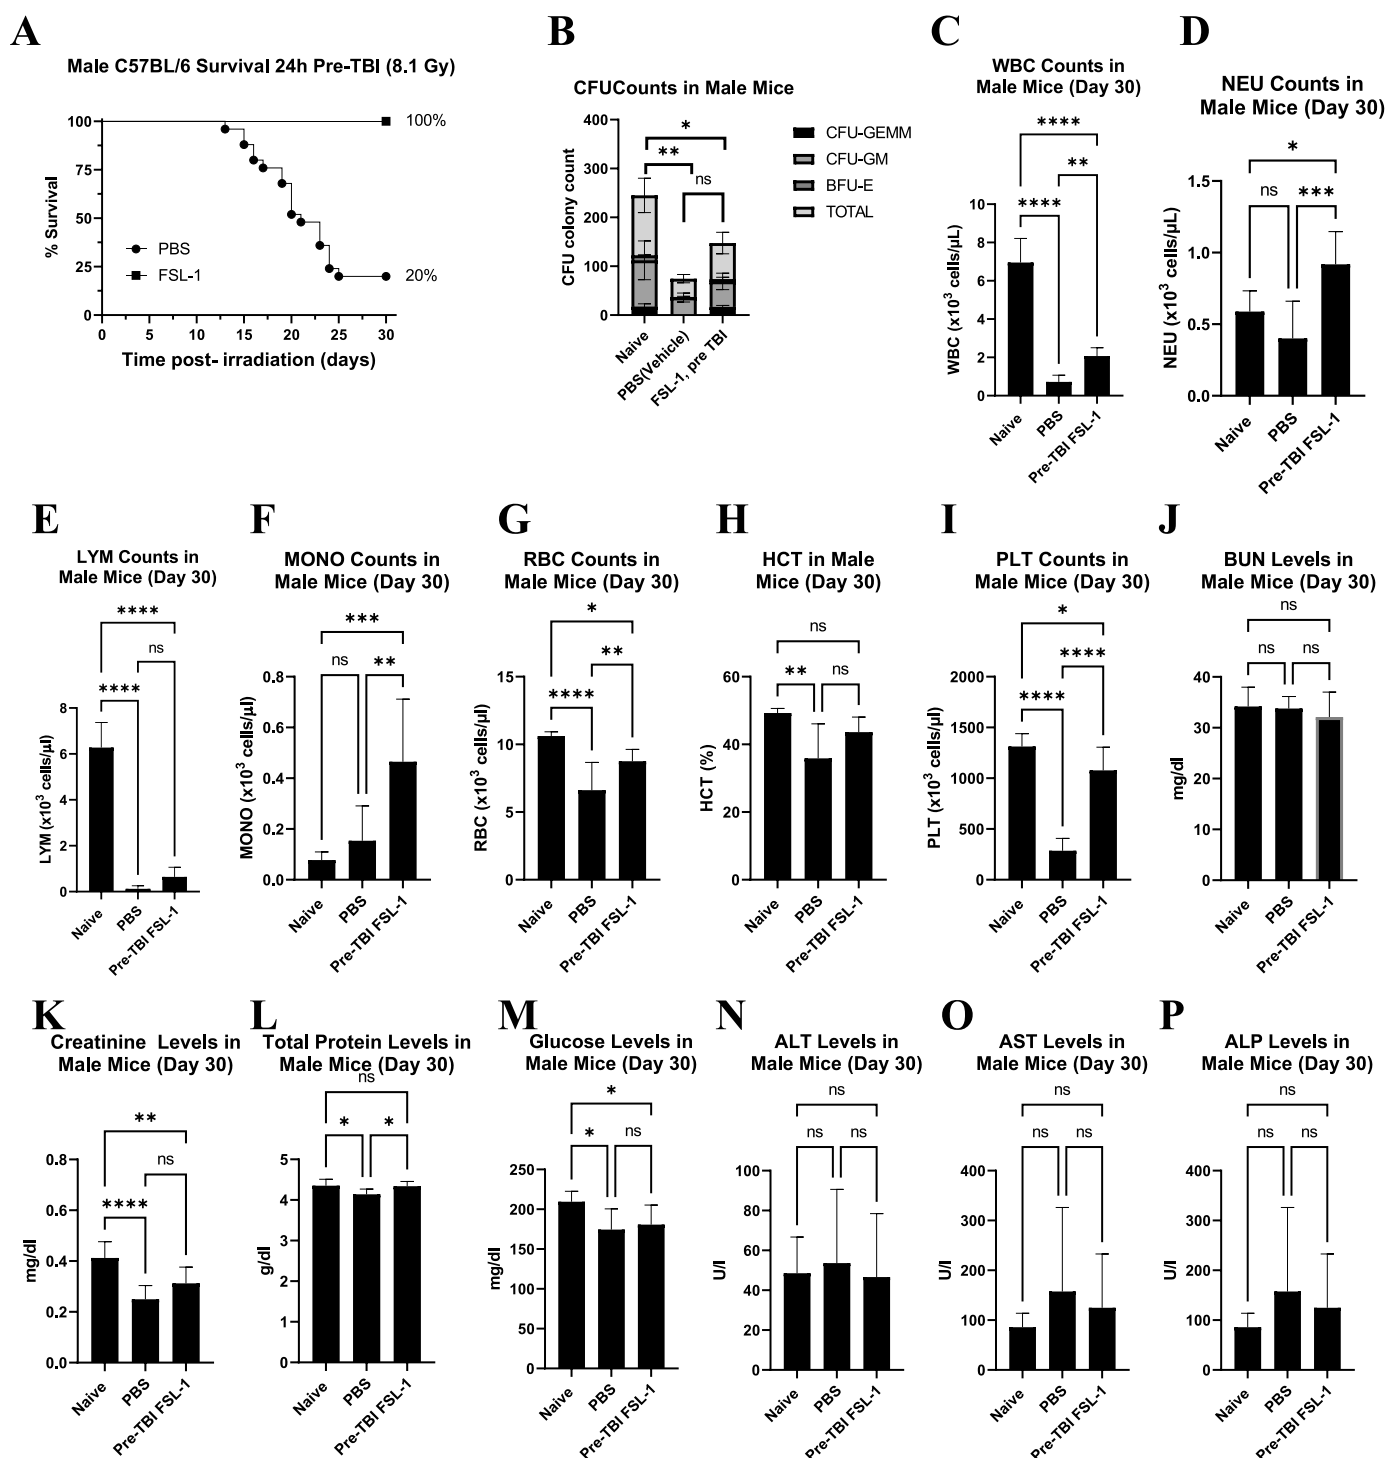 A
Male C57BL/6 Survival 24h Pre-TBI (8.1 Gy)
% Survival
100
75
50
25
0
100%
20%
PBS
FSL-1
0 5 10 15 20 25 30
Time post- irradiation (days)
B
CFUCounts in Male Mice
CFU colony count
400
300
200
100
0
*
**
ns
CFU-GEMM
CFU-GM
BFU-E
TOTAL
Naive
PBS(Vehicle)
FSL-1, pre TBI
C
WBC Counts in
Male Mice (Day 30)
****
**
****
WBC (x10³ cells/µL)
10
8
6
4
2
0
Naive
PBS
Pre-TBI FSL-1
D
NEU Counts in
Male Mice (Day 30)
*
ns
***
NEU (x10³ cells/µL)
1.5
1.0
0.5
0.0
Naive
PBS
Pre-TBI FSL-1
E
LYM Counts in
Male Mice (Day 30)
****
ns
****
LYM (x10³ cells/µl)
8
6
4
2
0
Naive
PBS
Pre-TBI FSL-1
F
MONO Counts in
Male Mice (Day 30)
***
ns
**
MONO (x10³ cells/µl)
0.8
0.6
0.4
0.2
0.0
Naive
PBS
Pre-TBI FSL-1
G
RBC Counts in
Male Mice (Day 30)
*
**
****
RBC (x10³ cells/µl)
15
10
5
0
Naive
PBS
Pre-TBI FSL-1
H
HCT in Male
Mice (Day 30)
ns
**
ns
HCT (%)
60
40
20
0
Naive
PBS
Pre-TBI FSL-1
I
PLT Counts in
Male Mice (Day 30)
*
****
****
PLT (x10³ cells/µl)
2000
1500
1000
500
0
Naive
PBS
Pre-TBI FSL-1
J
BUN Levels in
Male Mice (Day 30)
ns
ns
ns
mg/dl
40
30
20
10
0
Naive
PBS
Pre-TBI FSL-1
K
Creatinine Levels in
Male Mice (Day 30)
**
ns
****
mg/dl
0.8
0.6
0.4
0.2
0.0
Naive
PBS
Pre-TBI FSL-1
L
Total Protein Levels in
Male Mice (Day 30)
ns
*
*
g/dl
5
4
3
2
1
0
Naive
PBS
Pre-TBI FSL-1
M
Glucose Levels in
Male Mice (Day 30)
*
*
ns
mg/dl
250
200
150
100
50
0
Naive
PBS
Pre-TBI FSL-1
N
ALT Levels in
Male Mice (Day 30)
ns
ns
ns
U/l
100
80
60
40
20
0
Naive
PBS
Pre-TBI FSL-1
O
AST Levels in
Male Mice (Day 30)
ns
ns
ns
U/l
400
300
200
100
0
Naive
PBS
Pre-TBI FSL-1
P
ALP Levels in
Male Mice (Day 30)
ns
ns
ns
U/l
400
300
200
100
0
Naive
PBS
Pre-TBI FSL-1